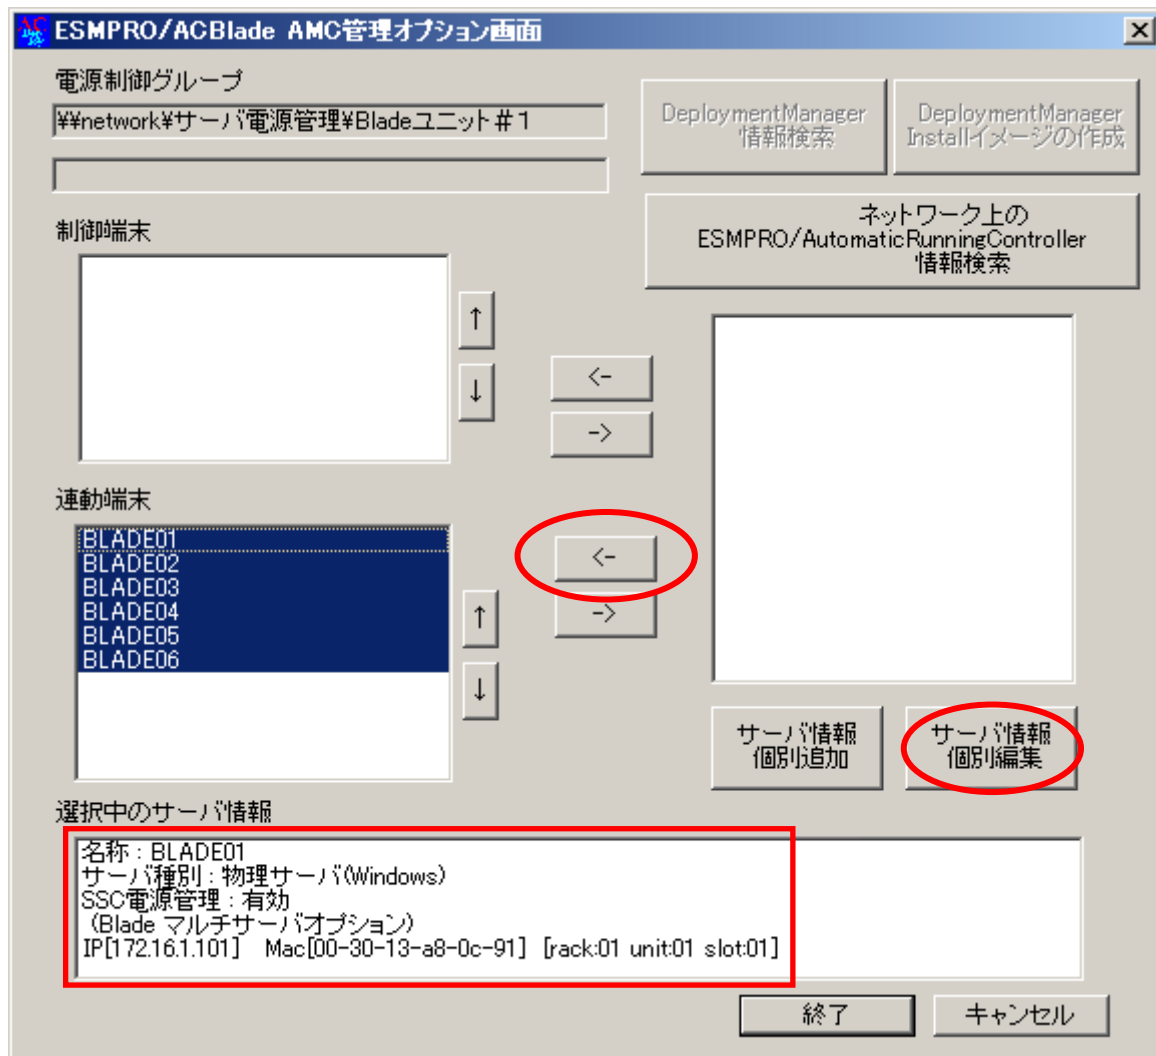 ESMPRO/ACBlade AMC管理オプション画面
電源制御グループ
¥¥network¥サーバ電源管理¥Bladeユニット#1
DeploymentManager
情報検索
DeploymentManager
Installイメージの作成
ネットワーク上の
ESMPRO/AutomaticRunningController
情報検索
制御端末
↑
↓
<-
->
連動端末
BLADE01
BLADE02
BLADE03
BLADE04
BLADE05
BLADE06
↑
↓
<-
->
サーバ情報
個別追加
サーバ情報
個別編集
選択中のサーバ情報
名称:BLADE01
サーバ種別:物理サーバ(Windows)
SSC電源管理:有効
(Blade マルチサーバオプション)
IP[172.16.1.101] Mac[00-30-13-a8-0c-91] [rack:01 unit:01 slot:01]
終了
キャンセル